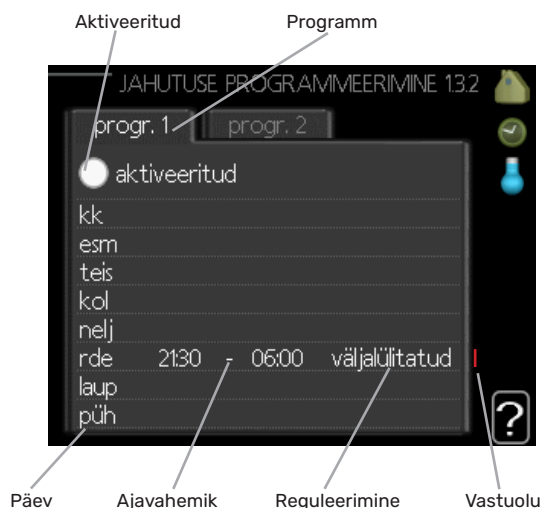 Aktiveeritud Programm
JAHUTUSE PROGRAMMEERIMINE 1.3.2
progr. 1 progr. 2
aktiveeritud
kk
esm
teis
kol
nelj
rde 21:30 - 06:00 väljalülitatud
laup
püh
?
Päev Ajavahemik Reguleerimine Vastuolu